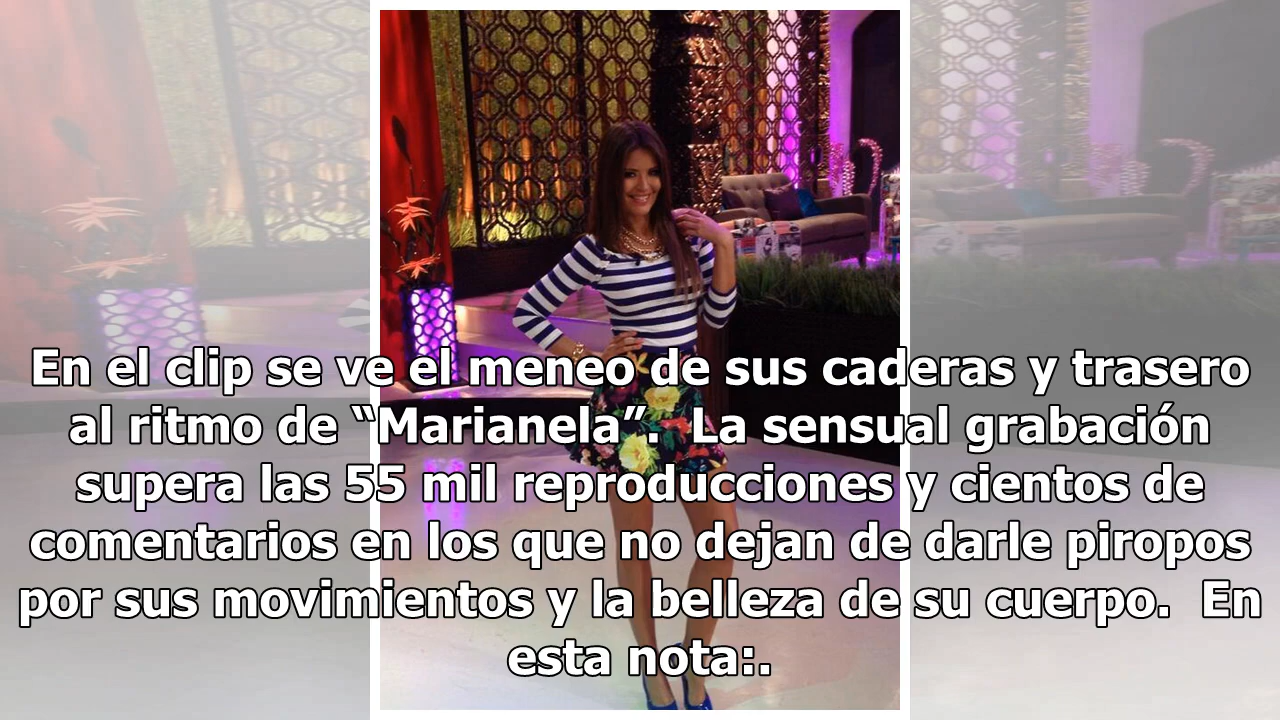 En el clip se ve el meneo de sus caderas y trasero
al ritmo de “Marianela”.  La sensual grabación
supera las 55 mil reproducciones y cientos de
comentarios en los que no dejan de darle piropos
por sus movimientos y la belleza de su cuerpo.  En
esta nota:.